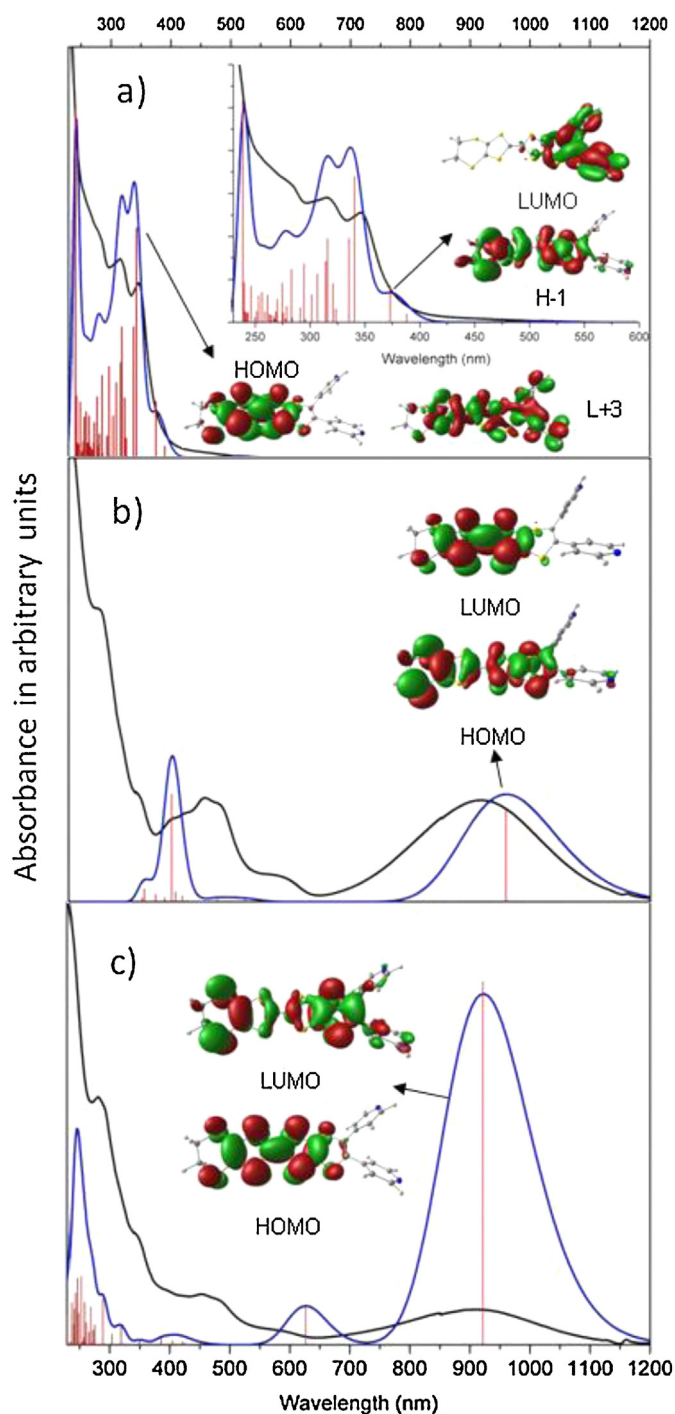 300 400 500 600 700 800 900 1000 1100 1200
a)
LUMO
H-1
250 300 350 400 450 500 550 600
Wavelength (nm)
HOMO
L+3
Absorbance in arbitrary units
b)
LUMO
HOMO
c)
LUMO
HOMO
300 400 500 600 700 800 900 1000 1100 1200
Wavelength (nm)